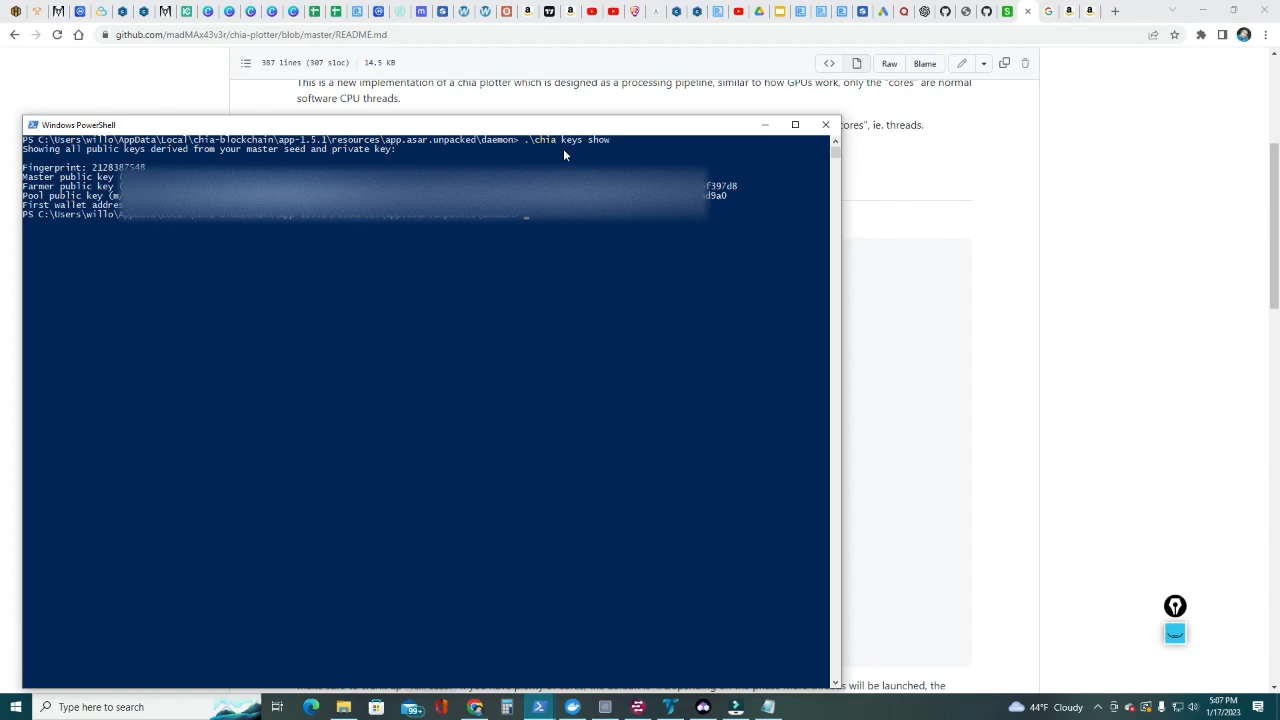 github.com/madMAx43v3r/chia-plotter/blob/master/README.md
387 lines (307 sloc)
14.5 KB
Raw
Blame
This is a new implementation of a chia plotter which is designed as a processing pipeline, similar to how GPUs work, only the "cores" are normal
software CPU threads.
Windows PowerShell
cores", ie. threads.
PS C:\Users\willo\AppData\Local\chia-blockchain\app-1.5.1\resources\app.asar.unpacked\daemon> .\chia keys show
Showing all public keys derived from your master seed and private key:
Fingerprint: 2128387548
Master public key (
Farmer public key ( f397d8
Pool public key (m/ d9a0
First wallet addres
PS C:\Users\willo\
s will be launched, the
Type here to search
99+
44°F Cloudy
5:07 PM
1/17/2023